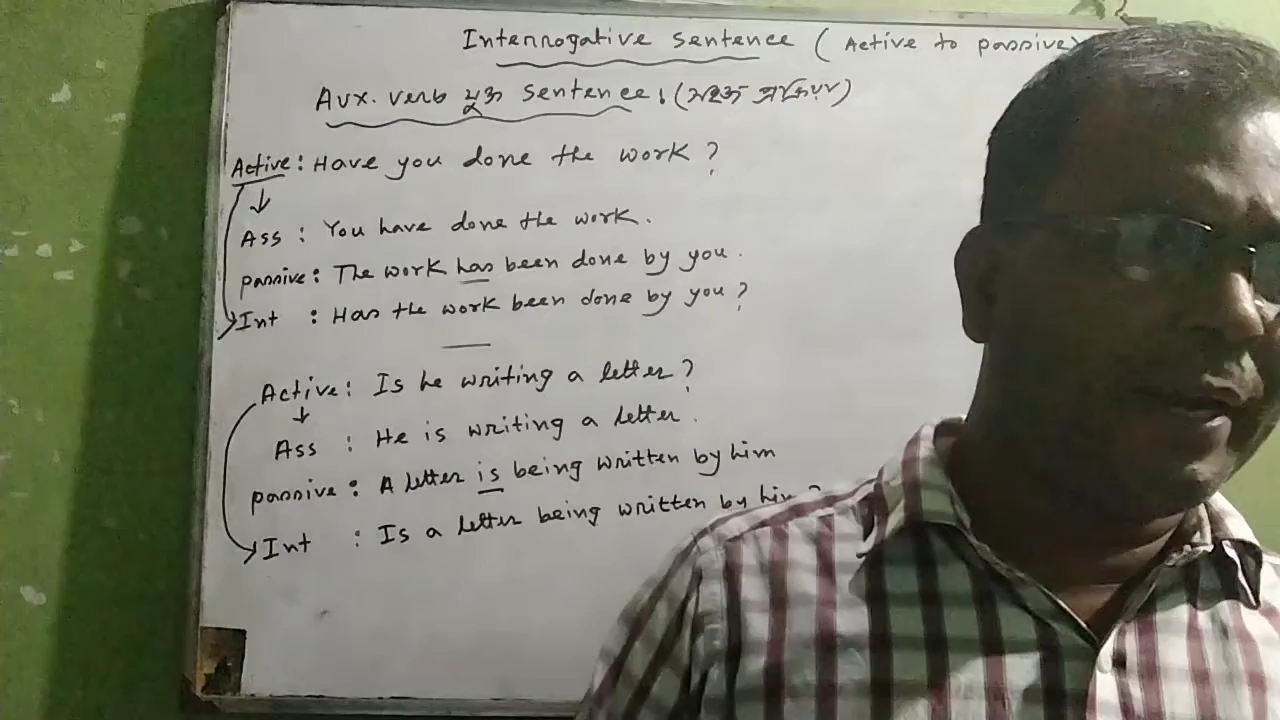 Interrogative sentence ( Active to passive)
Aux. verb যুক্ত sentence। (সহজ প্রক্রিয়ায়)
Active : Have you done the work ?
Ass : You have done the work.
passive : The work has been done by you.
Int : Has the work been done by you ?
Active : Is he writing a letter ?
Ass : He is writing a letter.
passive : A letter is being written by him
Int : Is a letter being written by him ?